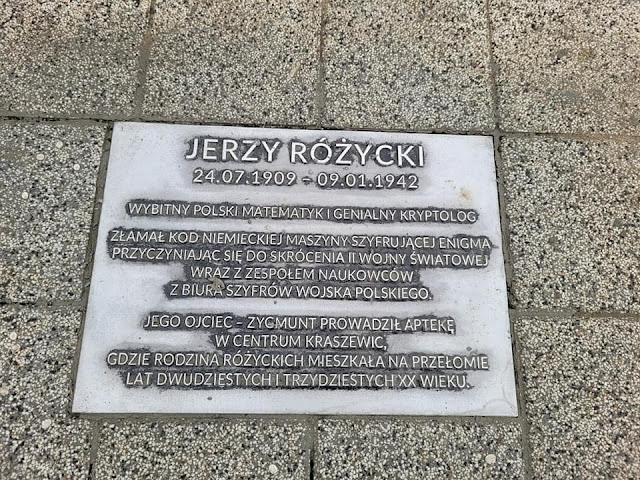 JERZY RÓŻYCKI
24.07.1909 - 09.01.1942
WYBITNY POLSKI MATEMATYK I GENIALNY KRYPTOLOG
ZŁAMAŁ KOD NIEMIECKIEJ MASZYNY SZYFRUJĄCEJ ENIGMA
PRZYCZYNIAJĄC SIĘ DO SKRÓCENIA II WOJNY ŚWIATOWEJ
WRAZ Z ZESPOŁEM NAUKOWCÓW
Z BIURA SZYFRÓW WOJSKA POLSKIEGO.
JEGO OJCIEC - ZYGMUNT PROWADZIŁ APTEKĘ
W CENTRUM KRASZEWIC,
GDZIE RODZINA RÓŻYCKICH MIESZKAŁA NA PRZEŁOMIE
LAT DWUDZIESTYCH I TRZYDZIESTYCH XX WIEKU.